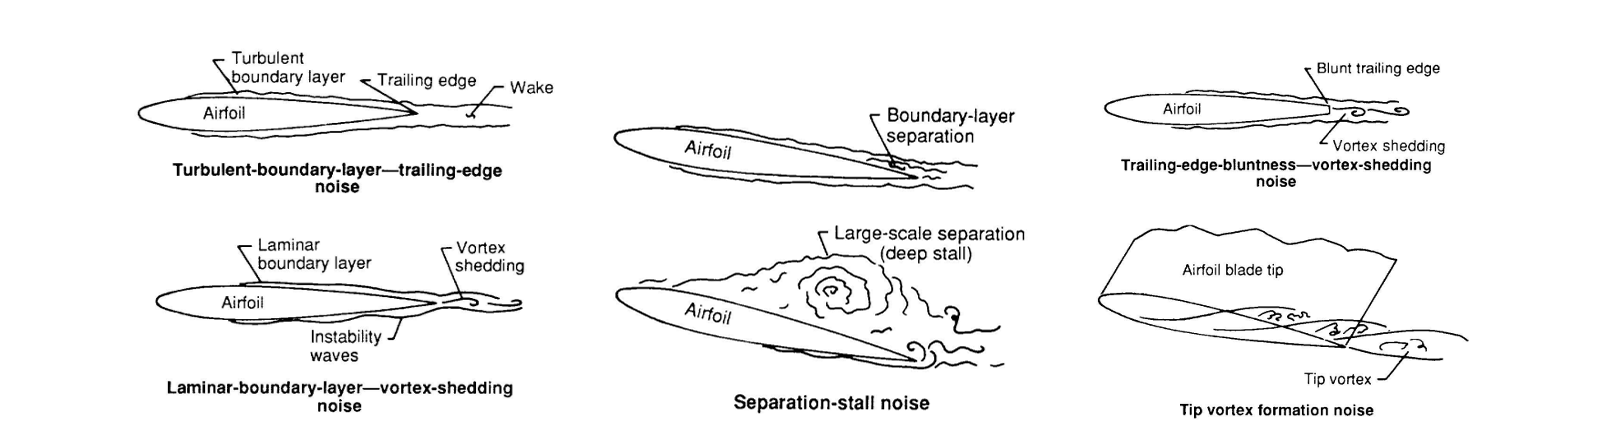 Turbulent
boundary layer
Trailing edge
Wake
Airfoil
Turbulent-boundary-layer—trailing-edge
noise
Laminar
boundary layer
Vortex
shedding
Airfoil
Instability
waves
Laminar-boundary-layer—vortex-shedding
noise
Boundary-layer
separation
Airfoil
Large-scale separation
(deep stall)
Airfoil
Separation-stall noise
Blunt trailing edge
Airfoil
Vortex shedding
Trailing-edge-bluntness—vortex-shedding
noise
Airfoil blade tip
Tip vortex
Tip vortex formation noise